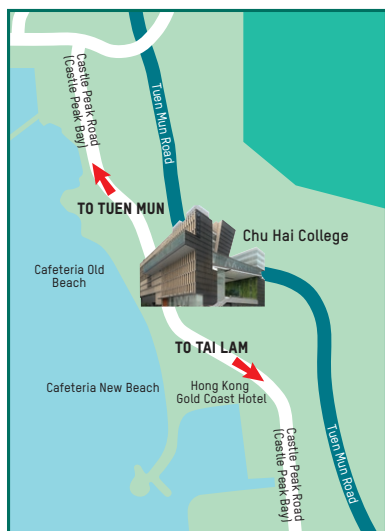 Castle Peak Road
(Castle Peak Bay)
Tuen Mun Road
TO TUEN MUN
Chu Hai College
Cafeteria Old
Beach
TO TAI LAM
Cafeteria New Beach
Hong Kong
Gold Coast Hotel
Castle Peak Road
(Castle Peak Bay)
Tuen Mun Road